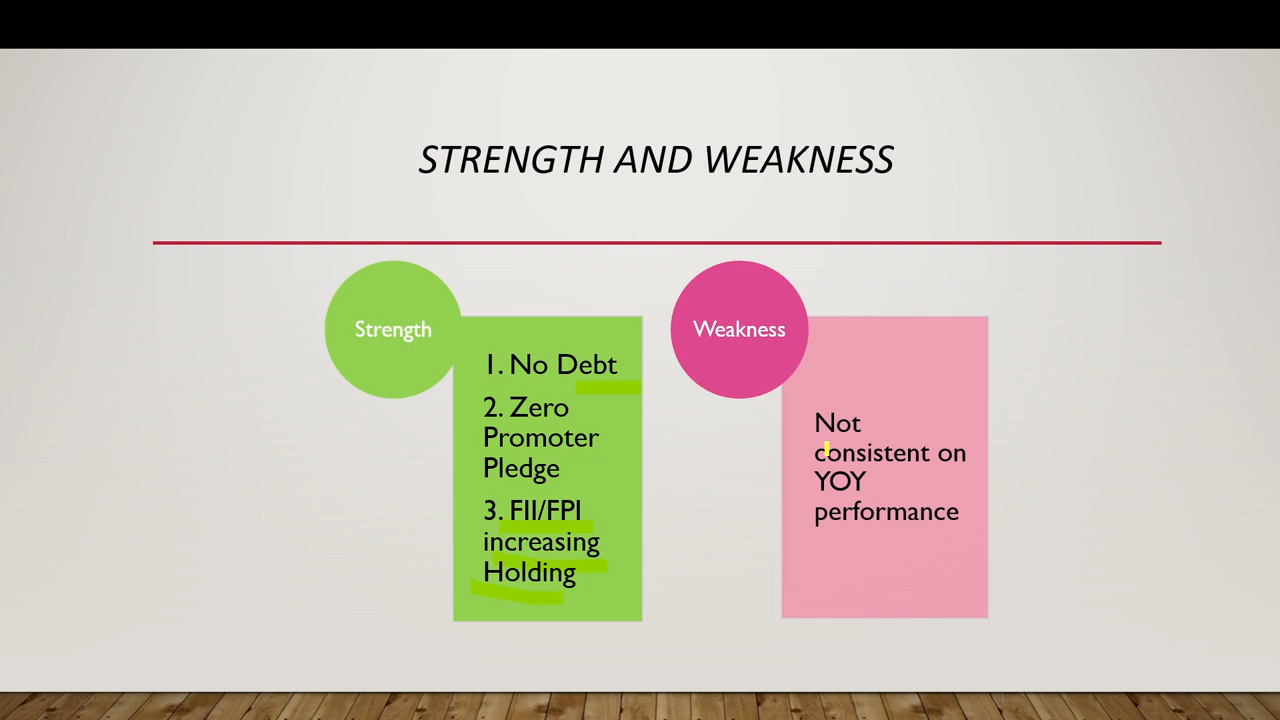 STRENGTH AND WEAKNESS
Strength
1. No Debt
2. Zero
Promoter
Pledge
3. FII/FPI
increasing
Holding
Weakness
Not
consistent on
YOY
performance